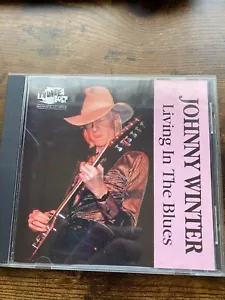 JOHNNY WINTER
Living In The Blues